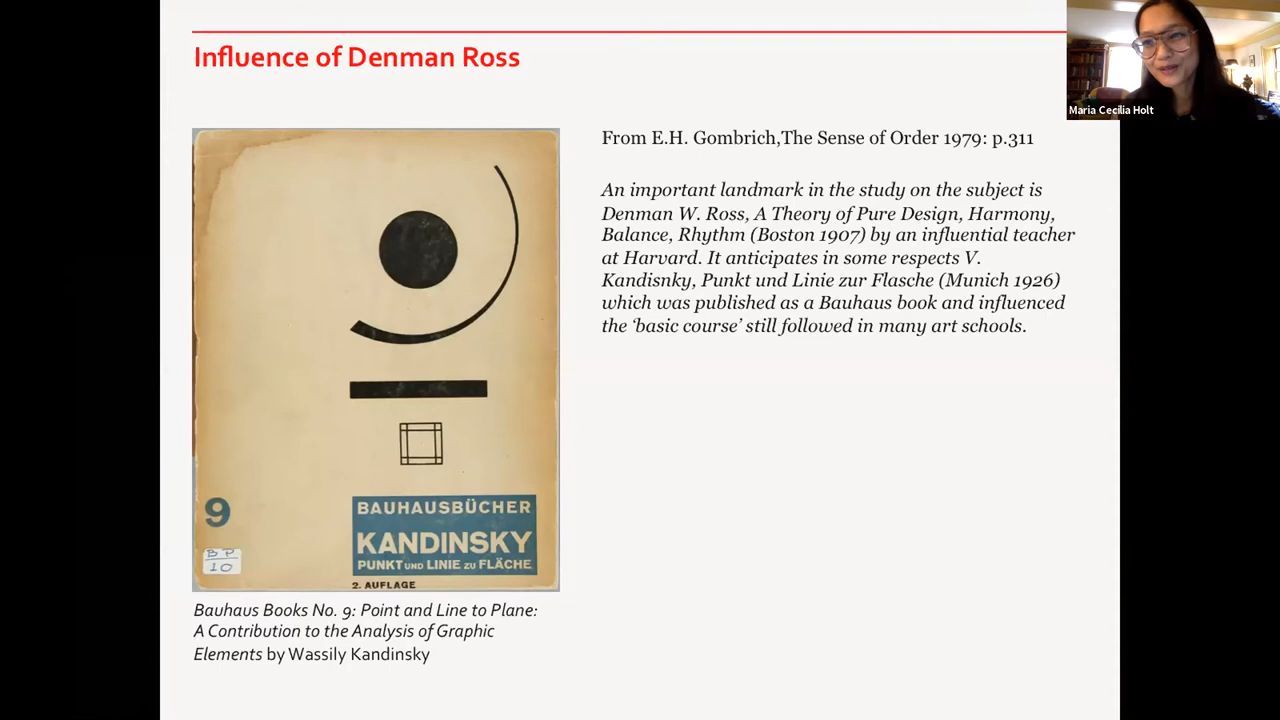 Influence of Denman Ross
Maria Cecilia Holt
From E.H. Gombrich,The Sense of Order 1979: p.311
An important landmark in the study on the subject is
Denman W. Ross, A Theory of Pure Design, Harmony,
Balance, Rhythm (Boston 1907) by an influential teacher
at Harvard. It anticipates in some respects V.
Kandisnky, Punkt und Linie zur Flasche (Munich 1926)
which was published as a Bauhaus book and influenced
the ‘basic course’ still followed in many art schools.
9
BP
10
BAUHAUSBÜCHER
KANDINSKY
PUNKT UND LINIE ZU FLÄCHE
2. AUFLAGE
Bauhaus Books No. 9: Point and Line to Plane:
A Contribution to the Analysis of Graphic
Elements by Wassily Kandinsky